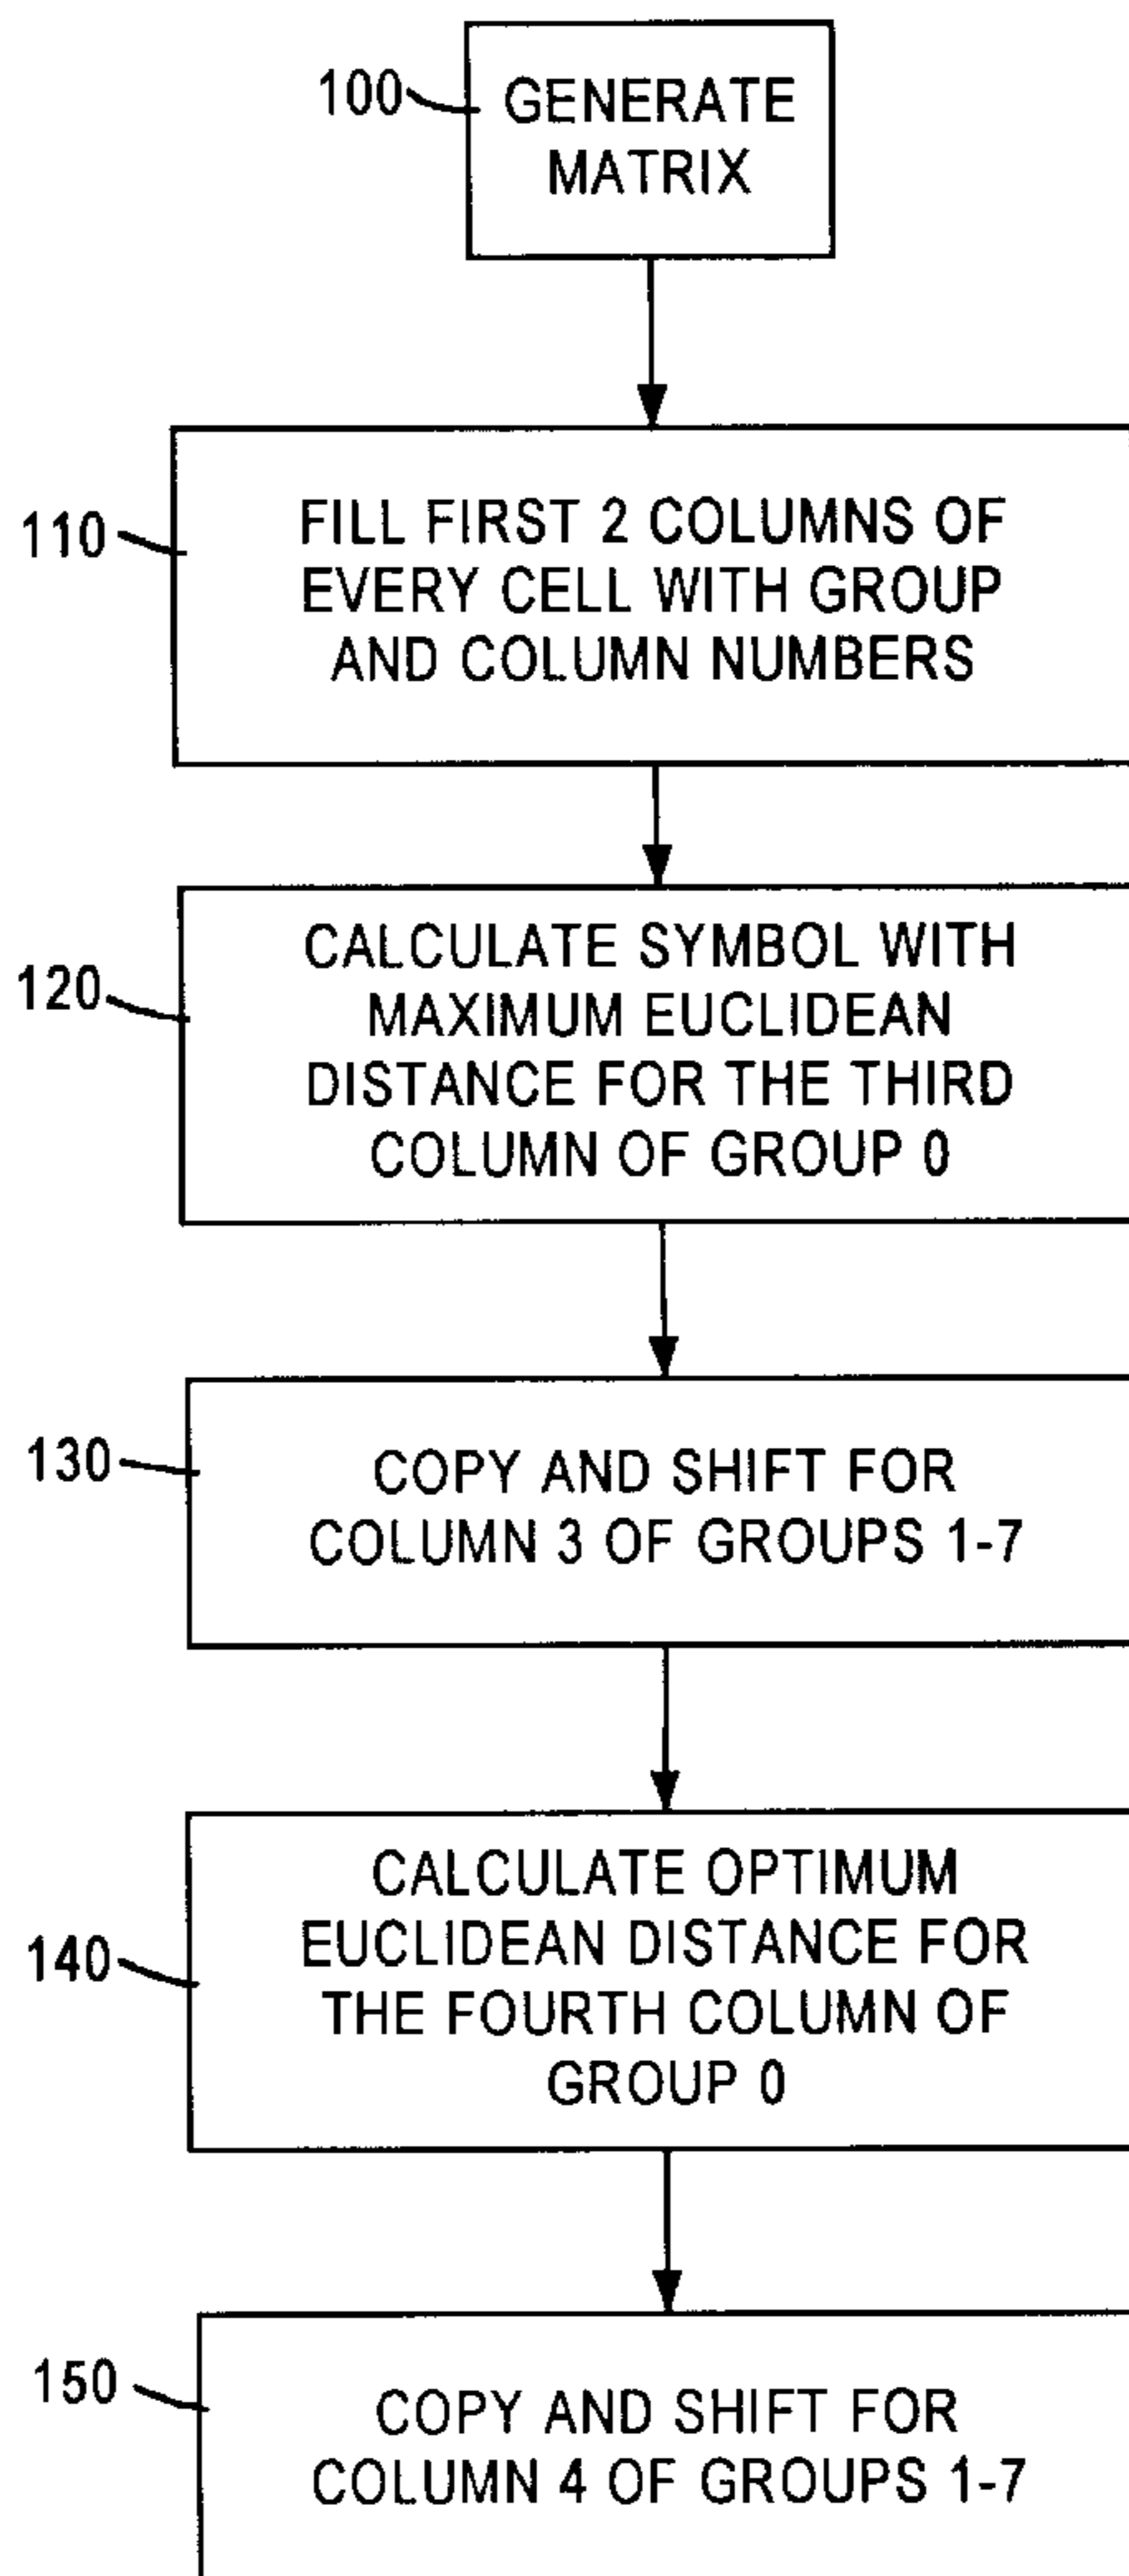 100
GENERATE
MATRIX
110
FILL FIRST 2 COLUMNS OF
EVERY CELL WITH GROUP
AND COLUMN NUMBERS
120
CALCULATE SYMBOL WITH
MAXIMUM EUCLIDEAN
DISTANCE FOR THE THIRD
COLUMN OF GROUP 0
130
COPY AND SHIFT FOR
COLUMN 3 OF GROUPS 1-7
140
CALCULATE OPTIMUM
EUCLIDEAN DISTANCE FOR
THE FOURTH COLUMN OF
GROUP 0
150
COPY AND SHIFT FOR
COLUMN 4 OF GROUPS 1-7